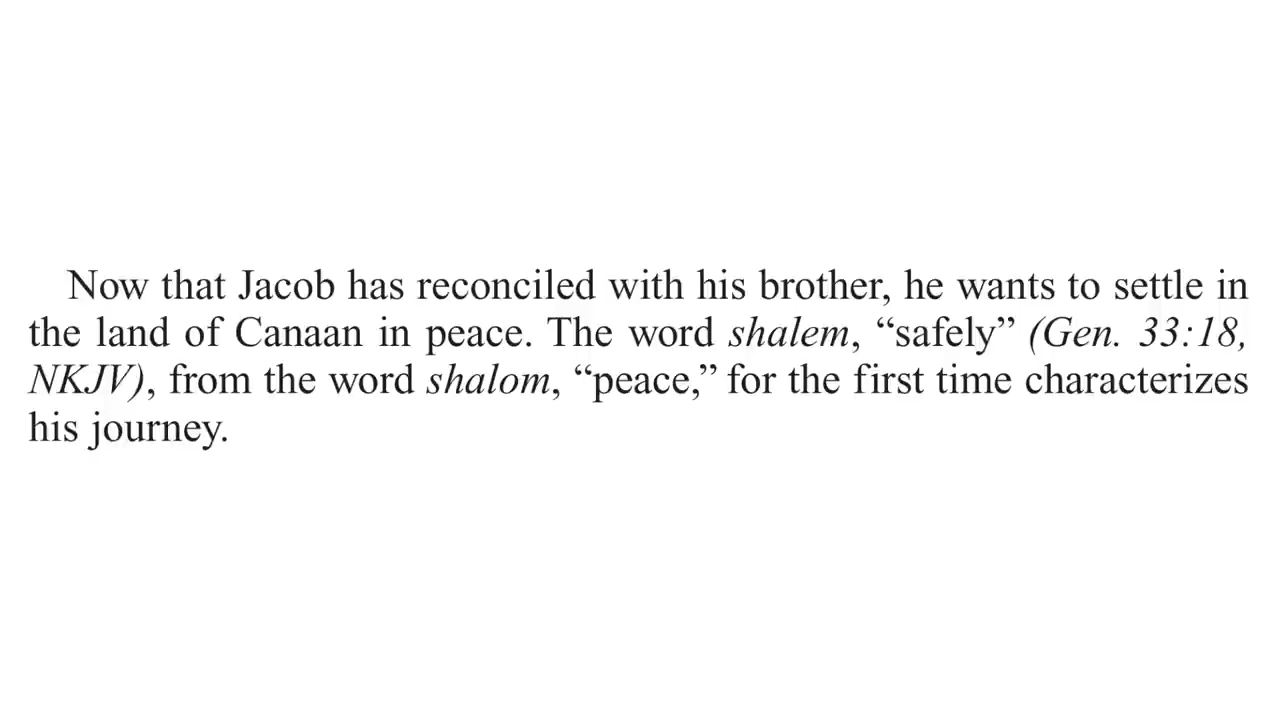 Now that Jacob has reconciled with his brother, he wants to settle in
the land of Canaan in peace. The word shalem, “safely” (Gen. 33:18,
NKJV), from the word shalom, “peace,” for the first time characterizes
his journey.